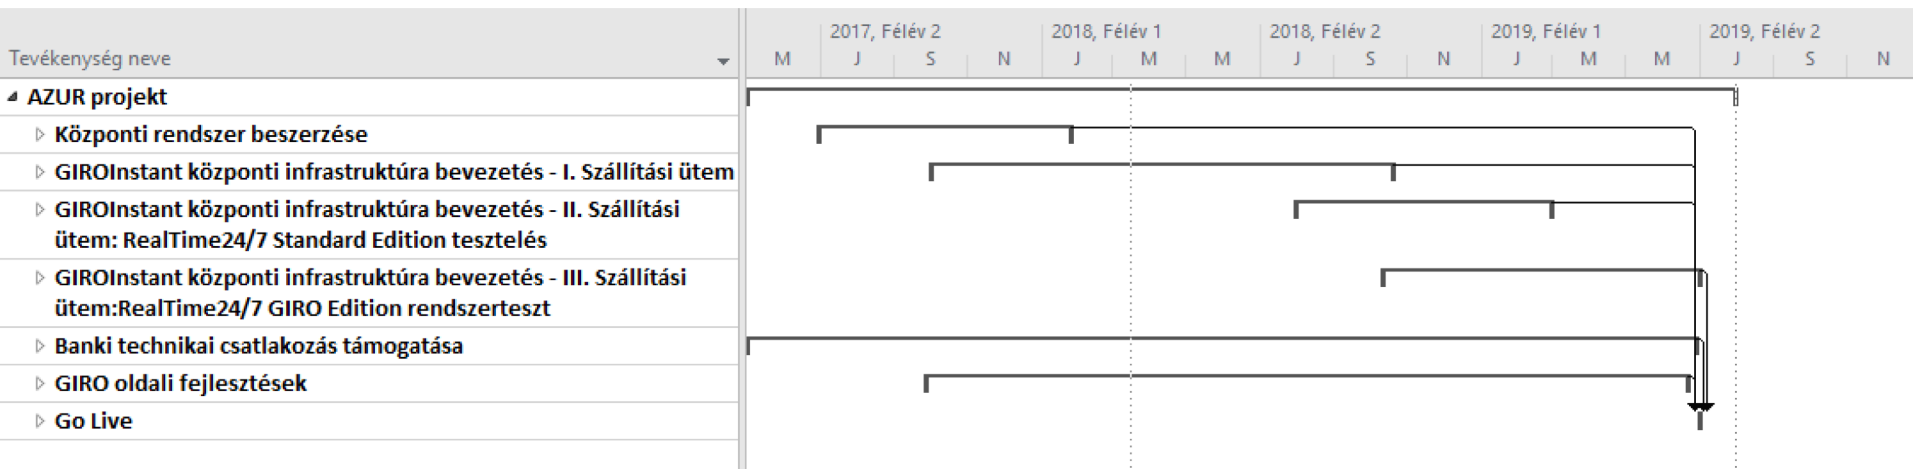 2017, Félév 2 2018, Félév 1 2018, Félév 2 2019, Félév 1 2019, Félév 2
Tevékenység neve M J S N J M M J S N J M M J S N
AZUR projekt
Központi rendszer beszerzése
GIROInstant központi infrastruktúra bevezetés - I. Szállítási ütem
GIROInstant központi infrastruktúra bevezetés - II. Szállítási
ütem: RealTime24/7 Standard Edition tesztelés
GIROInstant központi infrastruktúra bevezetés - III. Szállítási
ütem:RealTime24/7 GIRO Edition rendszerteszt
Banki technikai csatlakozás támogatása
GIRO oldali fejlesztések
Go Live